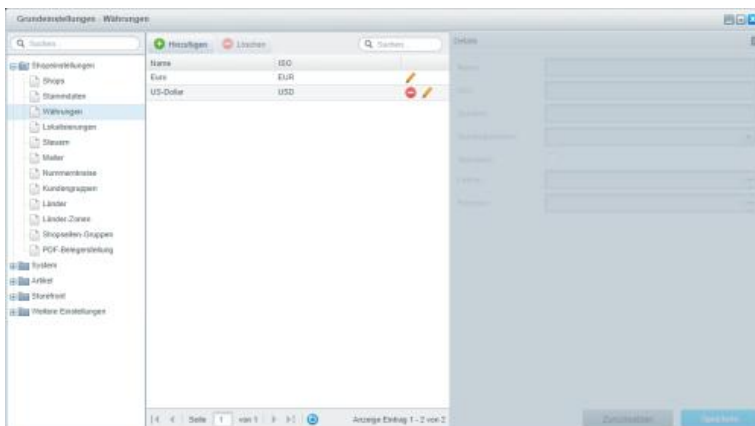 Grundeinstellungen - Währungen
Suchen
Hinzufügen Löschen Suchen...
Details
Shopeinstellungen
Shops
Stammdaten
Währungen
Lokalisierungen
Steuern
Mailer
Nummernkreise
Kundengruppen
Länder
Länder-Zonen
Shopseiten-Gruppen
PDF-Belegerstellung
System
Artikel
Storefront
Weitere Einstellungen
Name ISO
Euro EUR
US-Dollar USD
Seite 1 von 1
Anzeige Eintrag 1 - 2 von 2
Zurücksetzen Speichern